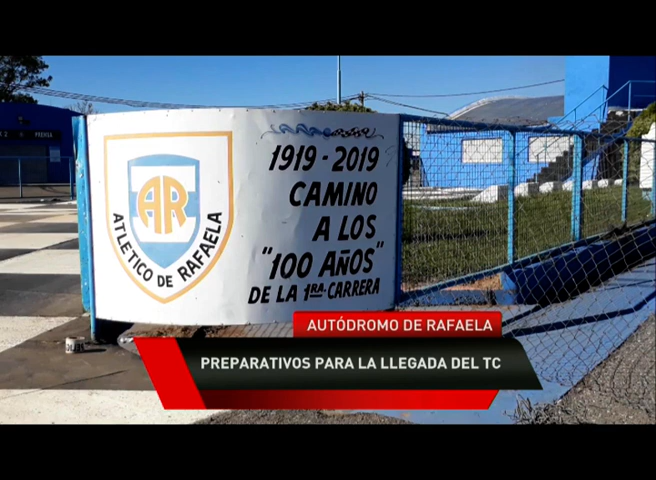 PRENSA
AR
ATLETICO DE RAFAELA
1919 - 2019
CAMINO
A LOS
"100 AÑOS"
DE LA 1RA. CARRERA
AUTÓDROMO DE RAFAELA
PREPARATIVOS PARA LA LLEGADA DEL TC